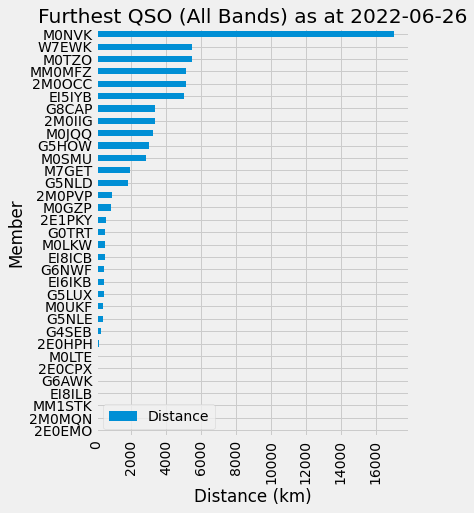 Furthest QSO (All Bands) as at 2022-06-26
M0NVK
W7EWK
M0TZO
MM0MFZ
2M0OCC
EI5IYB
G8CAP
2M0IIG
M0JQQ
G5HOW
M0SMU
M7GET
G5NLD
2M0PVP
M0GZP
2E1PKY
G0TRT
M0LKW
EI8ICB
G6NWF
EI6IKB
G5LUX
M0UKF
G5NLE
G4SEB
2E0HPH
M0LTE
2E0CPX
G6AWK
EI8ILB
MM1STK
2M0MQN
2E0EMO
Member
Distance
0 2000 4000 6000 8000 10000 12000 14000 16000
Distance (km)